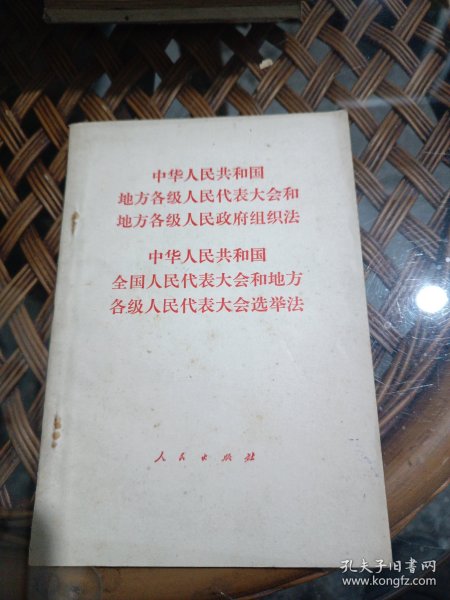 中华人民共和国
地方各级人民代表大会和
地方各级人民政府组织法
中华人民共和国
全国人民代表大会和地方
各级人民代表大会选举法
人民出版社
孔夫子旧书网
www.kongfz.com